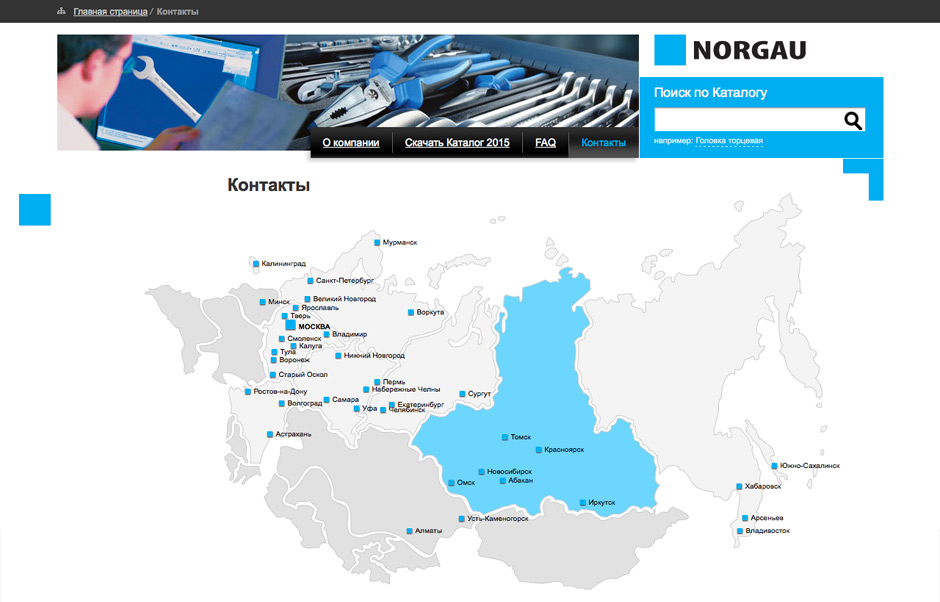 Главная страница / Контакты
NORGAU
Поиск по Каталогу
например: Головка торцевая
О компании Скачать Каталог 2015 FAQ Контакты
Контакты
Мурманск
Калининград
Санкт-Петербург
Минск
Великий Новгород
Ярославль
Тверь
Воркута
МОСКВА
Владимир
Смоленск
Калуга
Тула
Нижний Новгород
Воронеж
Старый Оскол
Пермь
Набережные Челны
Ростов-на-Дону
Сургут
Волгоград
Самара
Екатеринбург
Уфа
Челябинск
Астрахань
Томск
Красноярск
Южно-Сахалинск
Новосибирск
Абакан
Омск
Хабаровск
Иркутск
Усть-Каменогорск
Арсеньев
Алматы
Владивосток